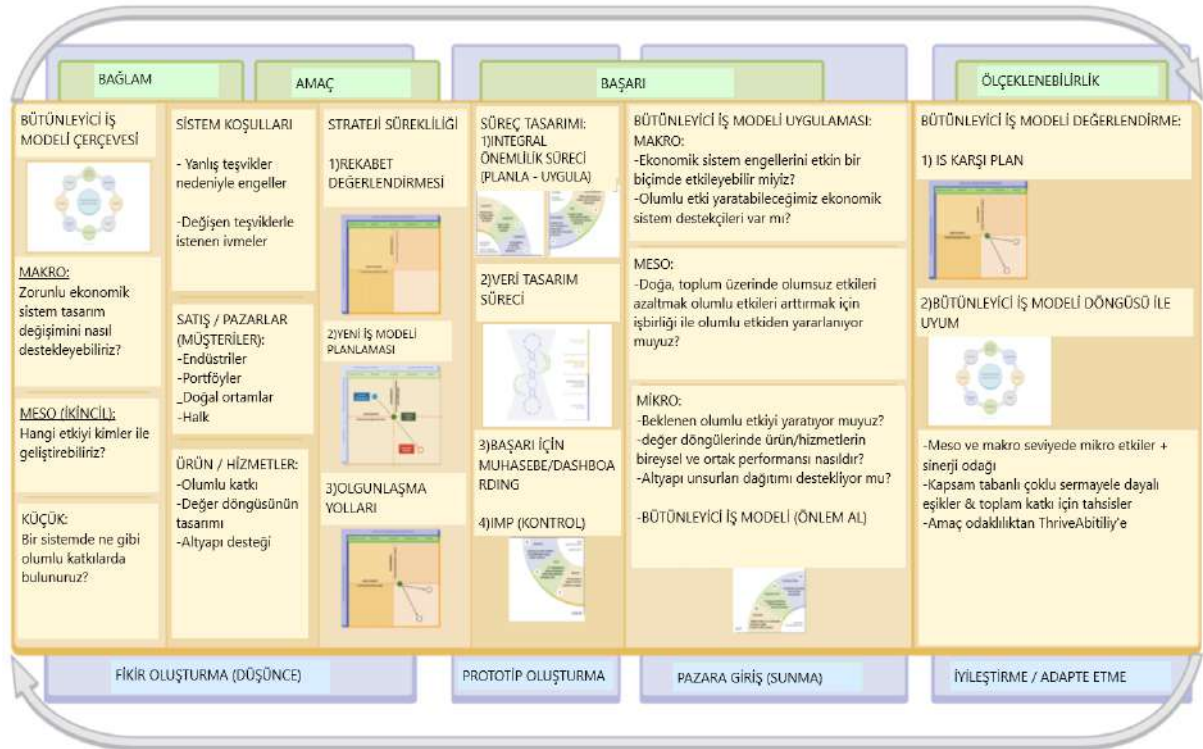 BAĞLAM
AMAÇ
BAŞARI
ÖLÇEKLENEBİLİRLİK
BÜTÜNLEYİCİ İŞ
MODELİ ÇERÇEVESİ
MAKRO:
Zorunlu ekonomik
sistem tasarım
değişimini nasıl
destekleyebiliriz?
MESO (İKİNCİL):
Hangi etkiyi kimler ile
geliştirebiliriz?
KÜÇÜK:
Bir sistemde ne gibi
olumlu katkılarda
bulunuruz?
SİSTEM KOŞULLARI
- Yanlış teşvikler
nedeniyle engeller
-Değişen teşviklerle
istenen ivmeler
SATIŞ / PAZARLAR
(MÜŞTERİLER):
-Endüstriler
-Portföyler
_Doğal ortamlar
-Halk
ÜRÜN / HİZMETLER:
-Olumlu katkı
-Değer döngüsünün
tasarımı
-Altyapı desteği
STRATEJİ SÜREKLİLİĞİ
1)REKABET
DEĞERLENDİRMESİ
2)YENİ İŞ MODELİ
PLANLAMASI
3)OLGUNLAŞMA
YOLLARI
SÜREÇ TASARIMI:
1)INTEGRAL
ÖNEMLİLİK SÜRECİ
(PLANLA - UYGULA)
2)VERİ TASARIM
SÜRECİ
3)BAŞARI İÇİN
MUHASEBE/DASHBOA
RDING
4)IMP (KONTROL)
BÜTÜNLEYİCİ İŞ MODELİ UYGULAMASI:
MAKRO:
-Ekonomik sistem engellerini etkin bir
biçimde etkileyebilir miyiz?
-Olumlu etki yaratabileceğimiz ekonomik
sistem destekçileri var mı?
MESO:
-Doğa, toplum üzerinde olumsuz etkileri
azaltmak olumlu etkileri arttırmak için
işbirliği ile olumlu etkiden yararlanıyor
muyuz?
MİKRO:
-Beklenen olumlu etkiyi yaratıyor muyuz?
-değer döngülerinde ürün/hizmetlerin
bireysel ve ortak performansı nasıldır?
-Altyapı unsurları dağıtımı destekliyor mu?
-BÜTÜNLEYİCİ İŞ MODELİ (ÖNLEM AL)
BÜTÜNLEYİCİ İŞ MODELİ DEĞERLENDİRME:
1) IS KARŞI PLAN
2)BÜTÜNLEYİCİ İŞ MODELİ DÖNGÜSÜ İLE
UYUM
-Meso ve makro seviyede mikro etkiler +
sinerji odağı
-Kapsam tabanlı çoklu sermayele dayalı
eşikler & toplam katkı için tahsisler
-Amaç odaklılıktan ThriveAbitiliy'e
FİKİR OLUŞTURMA (DÜŞÜNCE)
PROTOTİP OLUŞTURMA
PAZARA GİRİŞ (SUNMA)
İYİLEŞTİRME / ADAPTE ETME